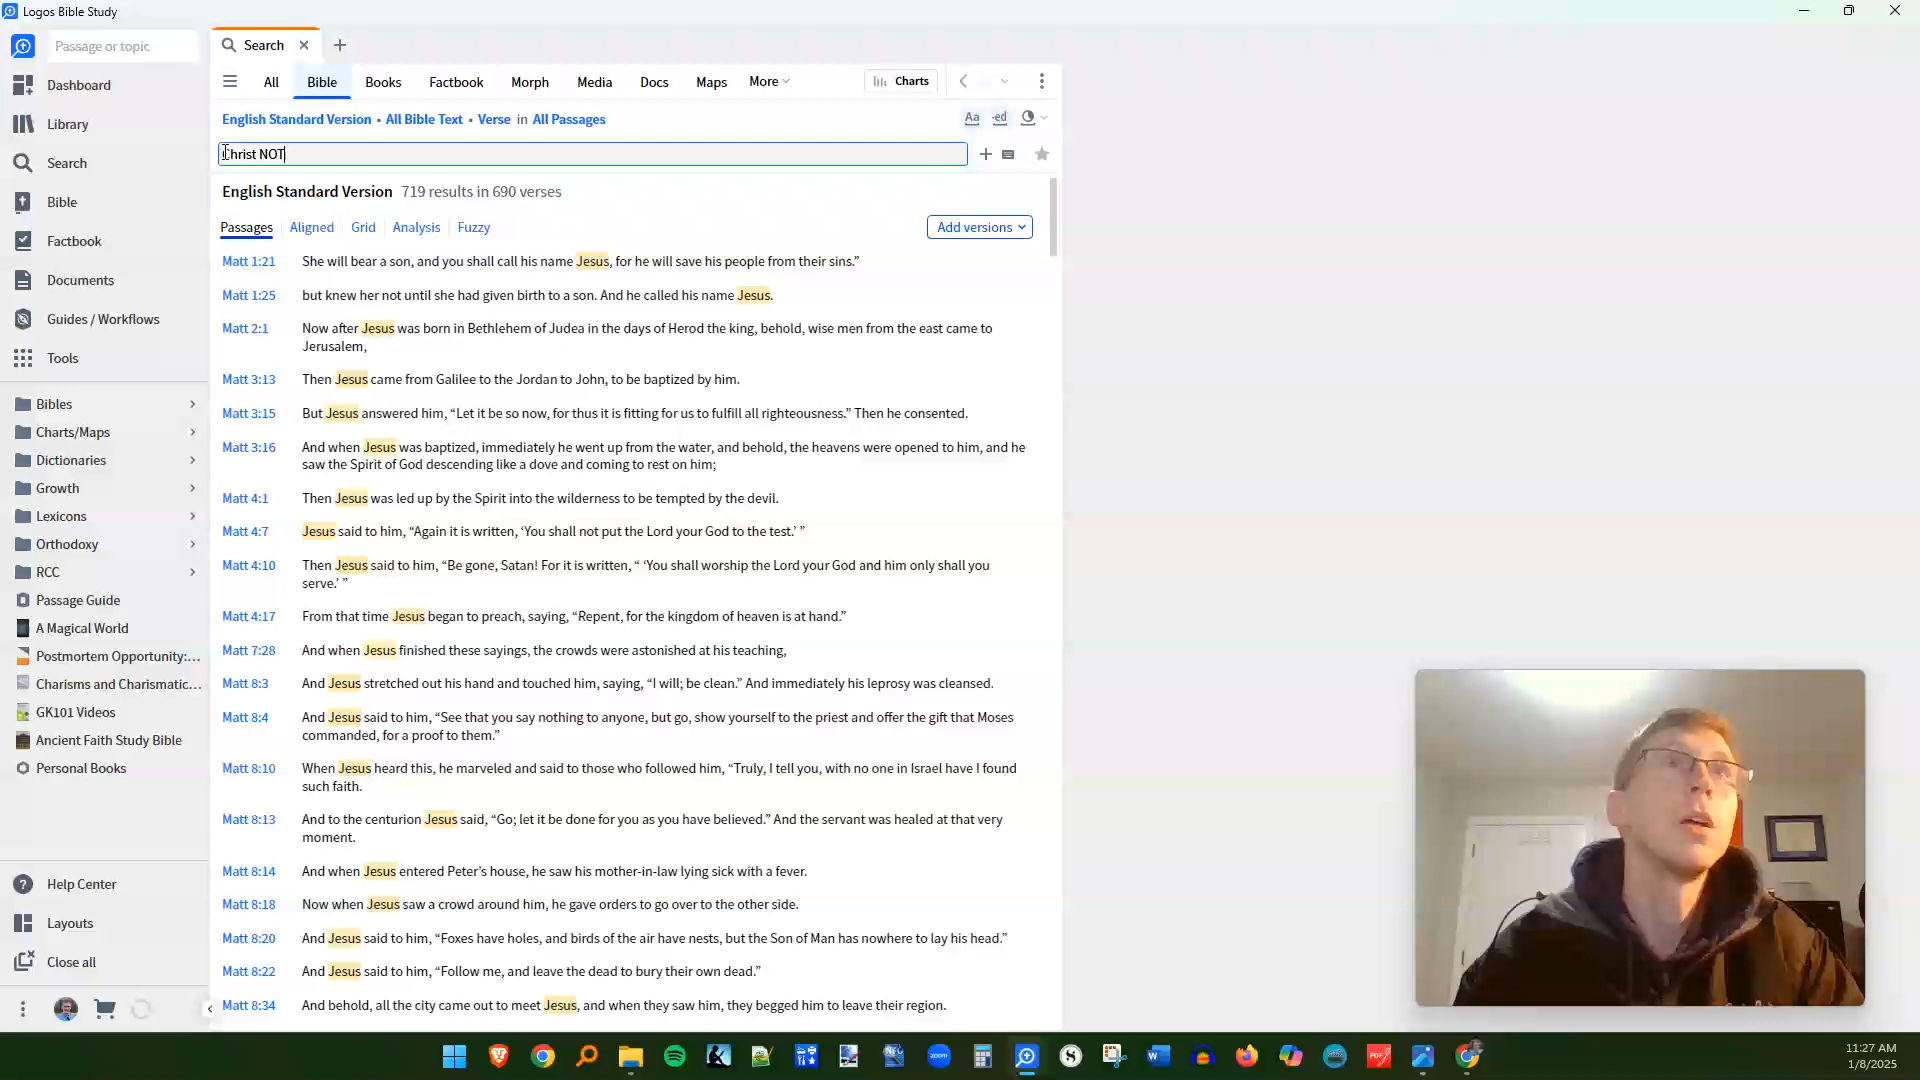 Logos Bible Study
Passage or topic
Dashboard
Library
Search
Bible
Factbook
Documents
Guides / Workflows
Tools
Bibles
Charts/Maps
Dictionaries
Growth
Lexicons
Orthodoxy
RCC
Passage Guide
A Magical World
Postmortem Opportunity:...
Charisms and Charismatic...
GK101 Videos
Ancient Faith Study Bible
Personal Books
Help Center
Layouts
Close all
Search
All Bible Books Factbook Morph Media Docs Maps More Charts
English Standard Version • All Bible Text • Verse in All Passages
Aa ·ed
Christ NOT
English Standard Version 719 results in 690 verses
Passages Aligned Grid Analysis Fuzzy Add versions
Matt 1:21 She will bear a son, and you shall call his name Jesus, for he will save his people from their sins.”
Matt 1:25 but knew her not until she had given birth to a son. And he called his name Jesus.
Matt 2:1 Now after Jesus was born in Bethlehem of Judea in the days of Herod the king, behold, wise men from the east came to
Jerusalem,
Matt 3:13 Then Jesus came from Galilee to the Jordan to John, to be baptized by him.
Matt 3:15 But Jesus answered him, “Let it be so now, for thus it is fitting for us to fulfill all righteousness.” Then he consented.
Matt 3:16 And when Jesus was baptized, immediately he went up from the water, and behold, the heavens were opened to him, and he
saw the Spirit of God descending like a dove and coming to rest on him;
Matt 4:1 Then Jesus was led up by the Spirit into the wilderness to be tempted by the devil.
Matt 4:7 Jesus said to him, “Again it is written, ‘You shall not put the Lord your God to the test.’ ”
Matt 4:10 Then Jesus said to him, “Be gone, Satan! For it is written, “ ‘You shall worship the Lord your God and him only shall you
serve.’ ”
Matt 4:17 From that time Jesus began to preach, saying, “Repent, for the kingdom of heaven is at hand.”
Matt 7:28 And when Jesus finished these sayings, the crowds were astonished at his teaching,
Matt 8:3 And Jesus stretched out his hand and touched him, saying, “I will; be clean.” And immediately his leprosy was cleansed.
Matt 8:4 And Jesus said to him, “See that you say nothing to anyone, but go, show yourself to the priest and offer the gift that Moses
commanded, for a proof to them.”
Matt 8:10 When Jesus heard this, he marveled and said to those who followed him, “Truly, I tell you, with no one in Israel have I found
such faith.
Matt 8:13 And to the centurion Jesus said, “Go; let it be done for you as you have believed.” And the servant was healed at that very
moment.
Matt 8:14 And when Jesus entered Peter’s house, he saw his mother-in-law lying sick with a fever.
Matt 8:18 Now when Jesus saw a crowd around him, he gave orders to go over to the other side.
Matt 8:20 And Jesus said to him, “Foxes have holes, and birds of the air have nests, but the Son of Man has nowhere to lay his head.”
Matt 8:22 And Jesus said to him, “Follow me, and leave the dead to bury their own dead.”
Matt 8:34 And behold, all the city came out to meet Jesus, and when they saw him, they begged him to leave their region.
zoom
11:27 AM
1/8/2025